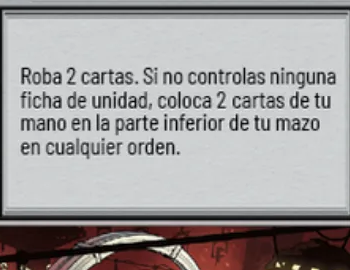 Roba 2 cartas. Si no controlas ninguna
ficha de unidad, coloca 2 cartas de tu
mano en la parte inferior de tu mazo
en cualquier orden.